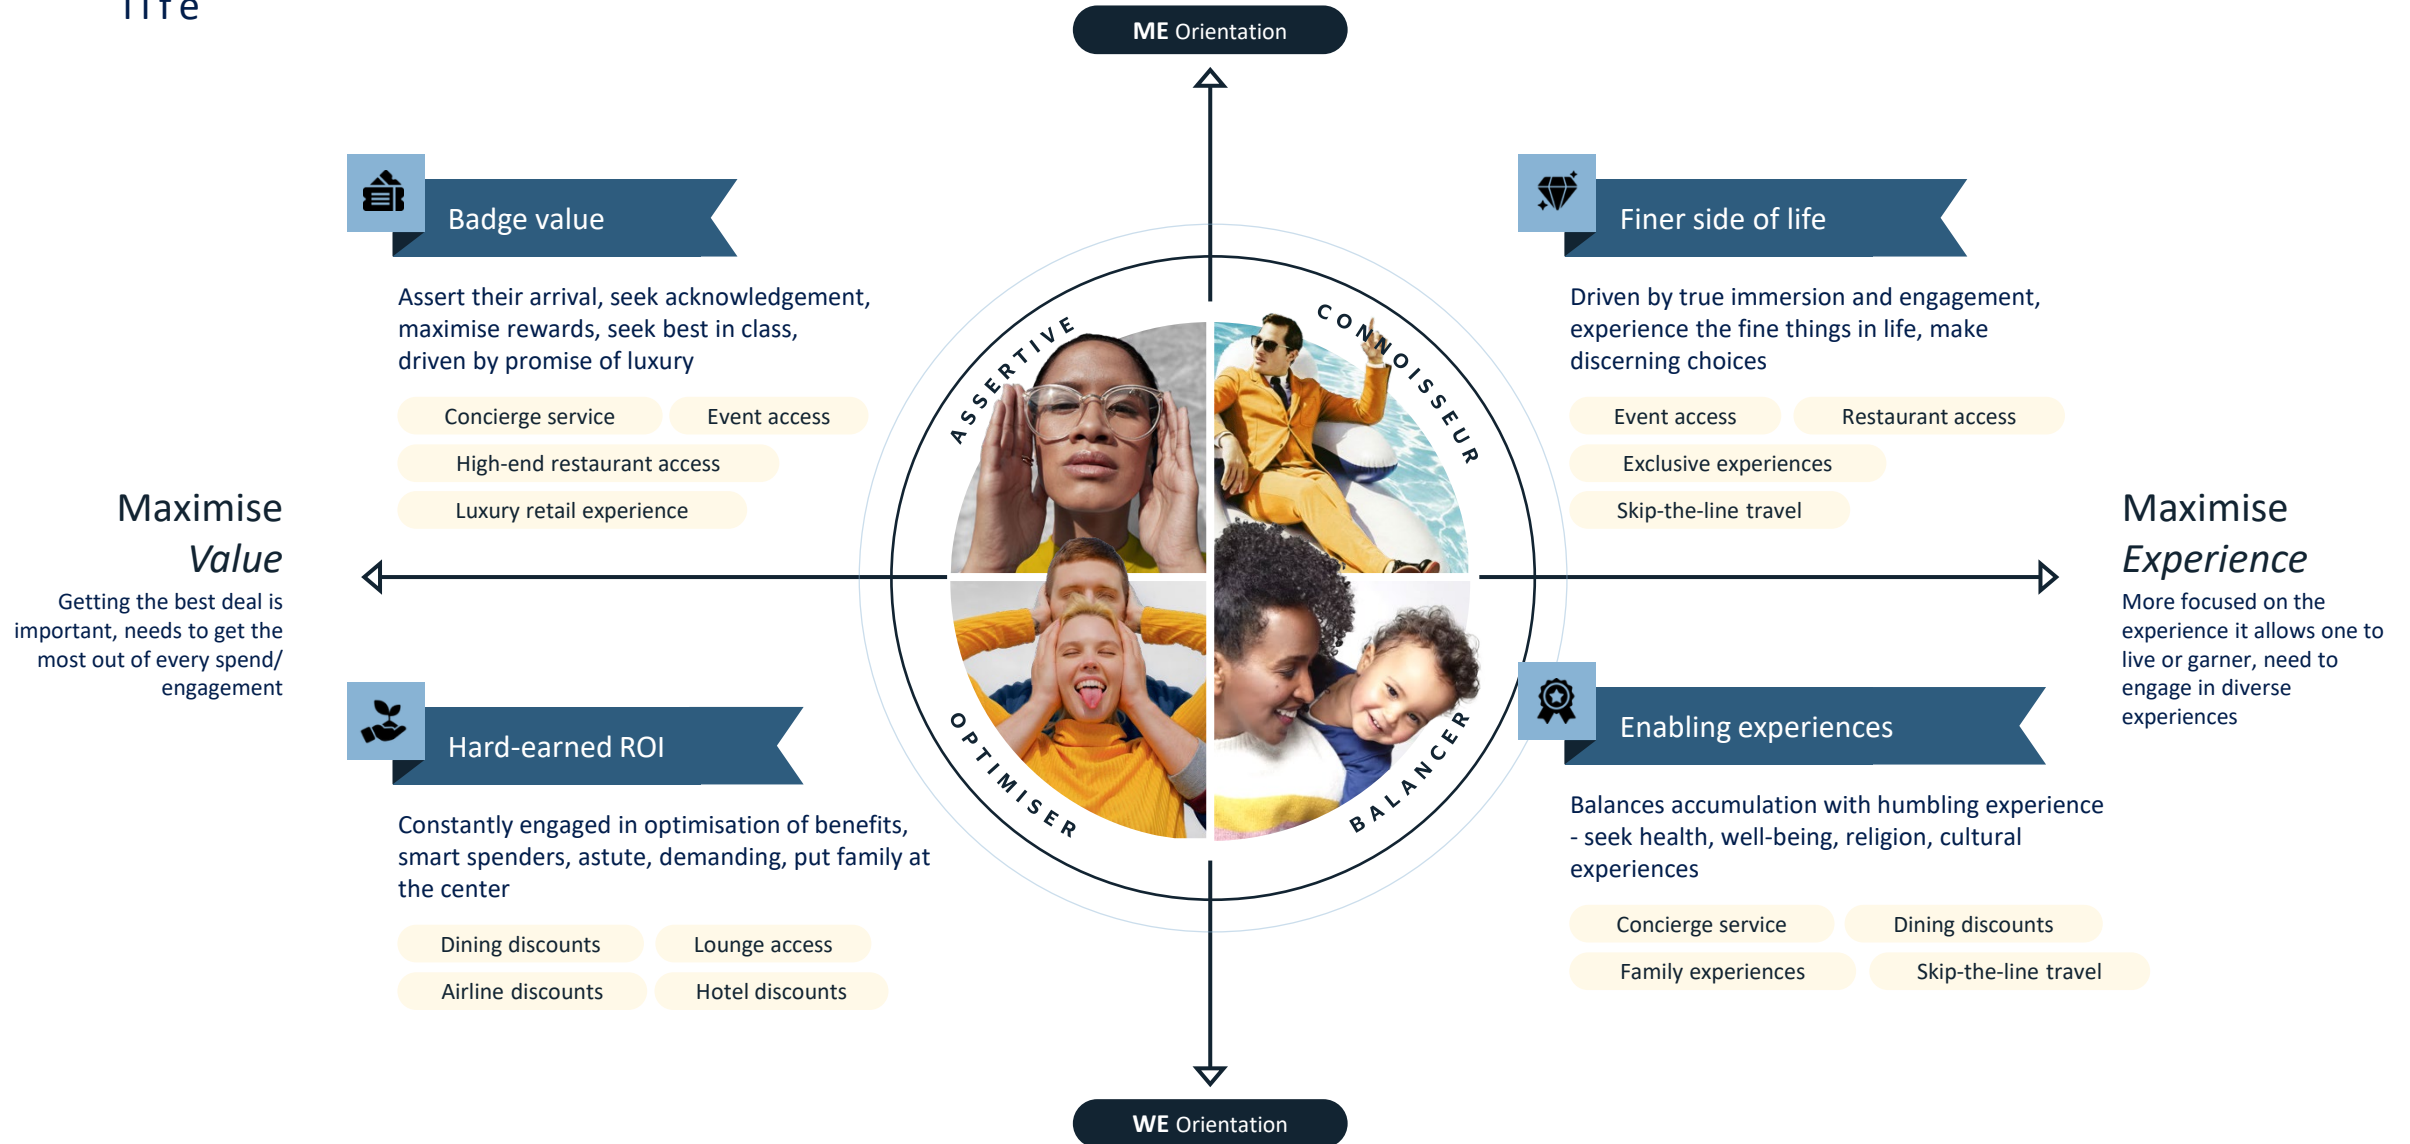 life
ME Orientation
Badge value
Assert their arrival, seek acknowledgement,
maximise rewards, seek best in class,
driven by promise of luxury
Concierge service
Event access
High-end restaurant access
Luxury retail experience
Finer side of life
Driven by true immersion and engagement,
experience the fine things in life, make
discerning choices
Event access
Restaurant access
Exclusive experiences
Skip-the-line travel
ASSERTIVE
CONNOISSEUR
Maximise
Value
Getting the best deal is
important, needs to get the
most out of every spend/
engagement
Maximise
Experience
More focused on the
experience it allows one to
live or garner, need to
engage in diverse
experiences
OPTIMISER
BALANCER
Hard-earned ROI
Constantly engaged in optimisation of benefits,
smart spenders, astute, demanding, put family at
the center
Dining discounts
Lounge access
Airline discounts
Hotel discounts
Enabling experiences
Balances accumulation with humbling experience
- seek health, well-being, religion, cultural
experiences
Concierge service
Dining discounts
Family experiences
Skip-the-line travel
WE Orientation